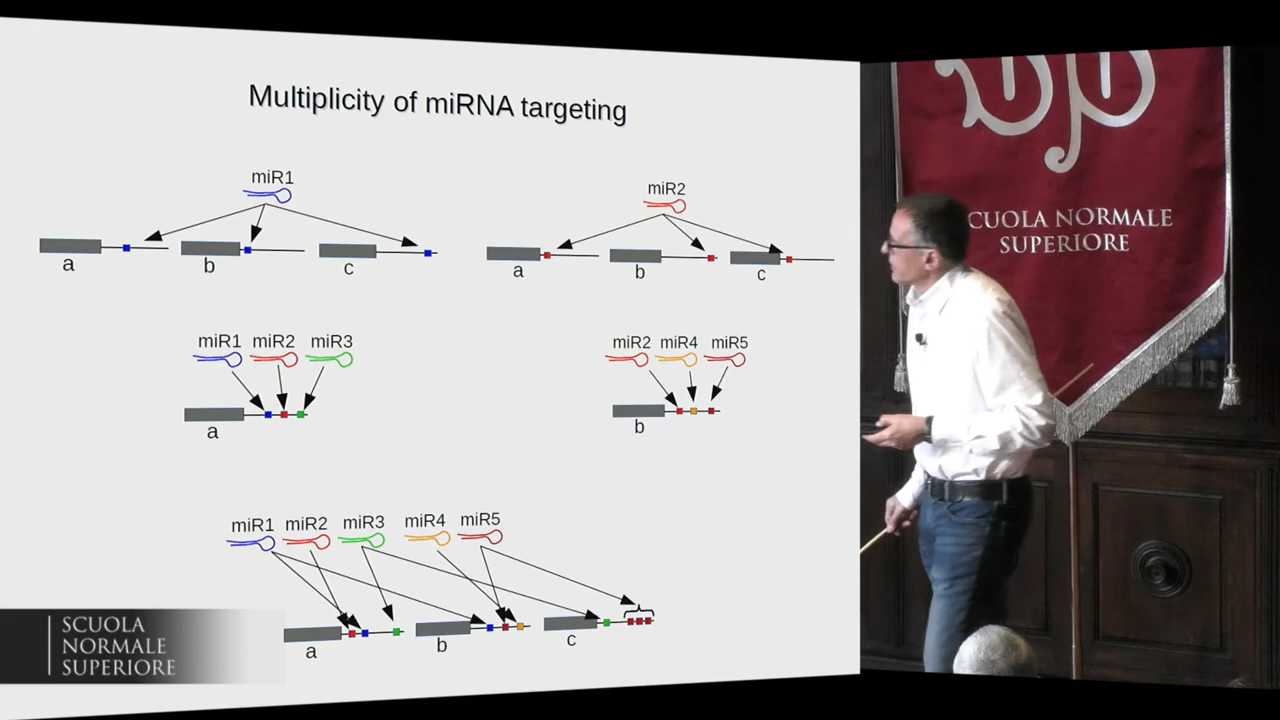 Multiplicity of miRNA targeting
miR1
miR2
a
b
c
a
b
c
miR1 miR2 miR3
miR2 miR4 miR5
a
b
miR1 miR2 miR3 miR4 miR5
a
b
c
SCUOLA
NORMALE
SUPERIORE
CUOLA NORMALE
SUPERIORE